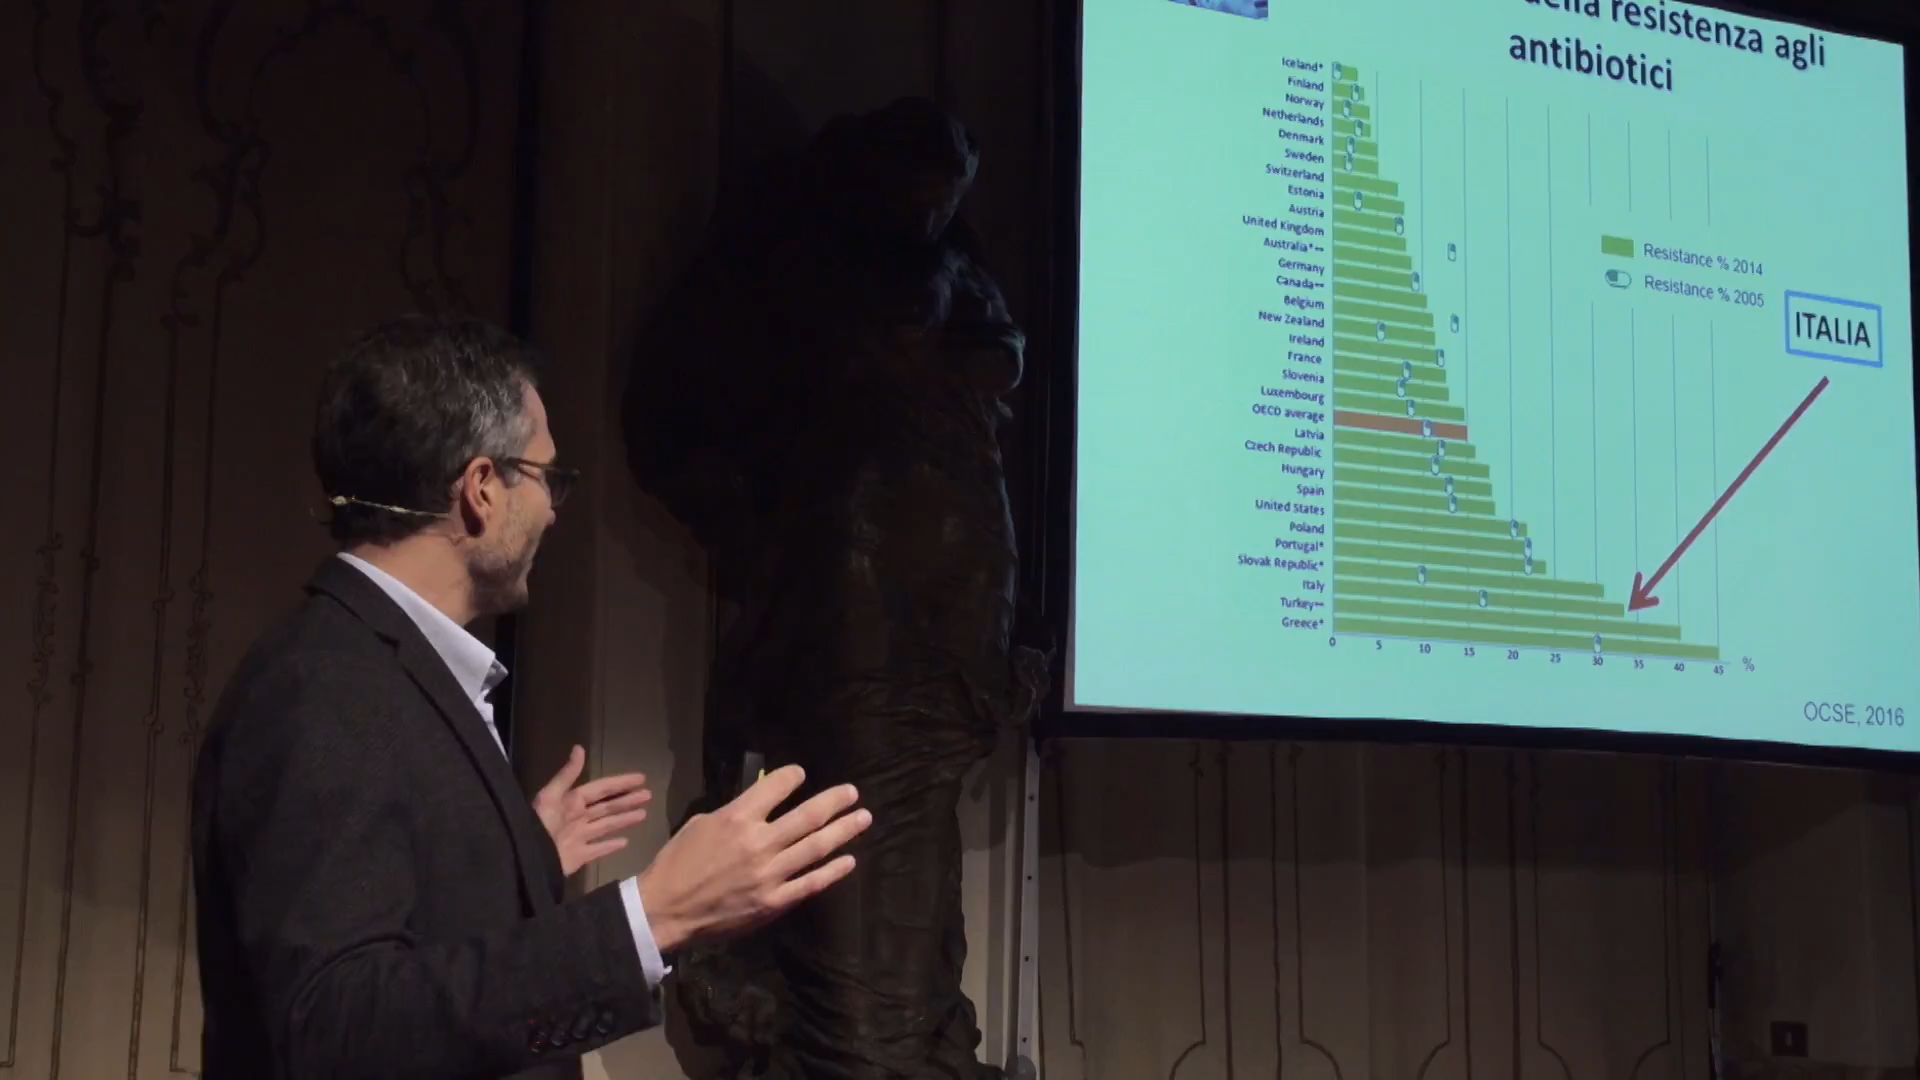 della resistenza agli
antibiotici
Iceland*
Finland
Norway
Netherlands
Denmark
Sweden
Switzerland
Estonia
Austria
United Kingdom
Australia*~
Germany
Canada~
Belgium
New Zealand
Ireland
France
Slovenia
Luxembourg
OECD average
Latvia
Czech Republic
Hungary
Spain
United States
Poland
Portugal*
Slovak Republic*
Italy
Turkey~
Greece*
0 5 10 15 20 25 30 35 40 45 %
Resistance % 2014
Resistance % 2005
ITALIA
OCSE, 2016